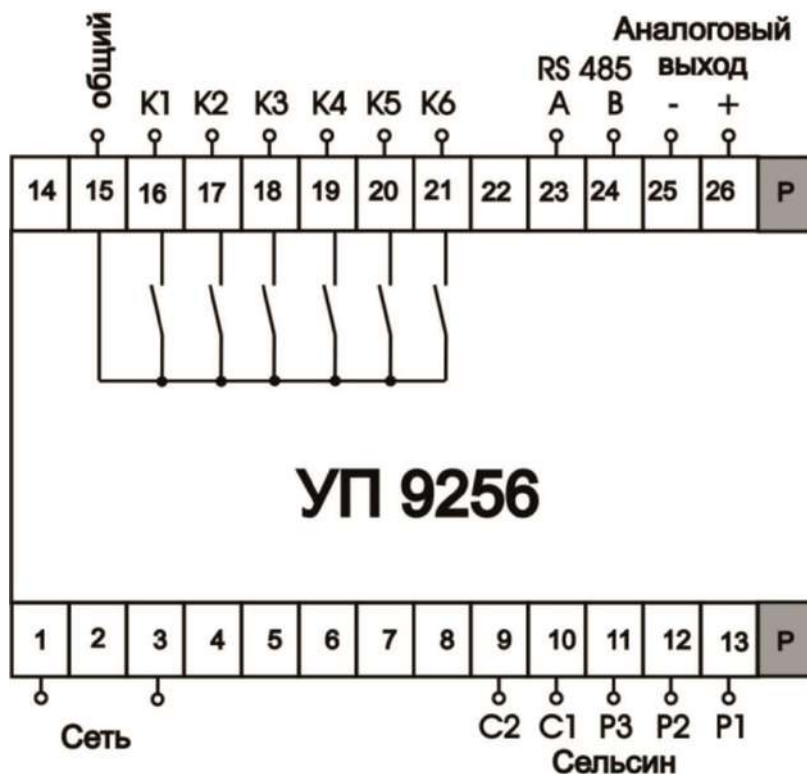 Аналоговый
RS 485 выход
общий K1 K2 K3 K4 K5 K6 A B - +
14 15 16 17 18 19 20 21 22 23 24 25 26 P
УП 9256
1 2 3 4 5 6 7 8 9 10 11 12 13 P
C2 C1 P3 P2 P1
Сеть
Сельсин